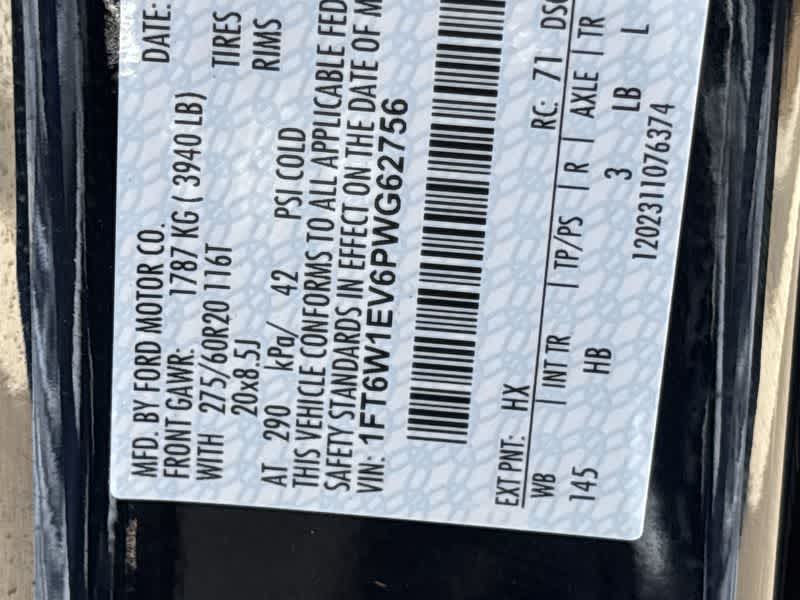 MFD. BY FORD MOTOR CO. DATE:
FRONT GAWR: 1787 KG ( 3940 LB)
WITH 275/60R20 116T TIRES
20x8.5J RIMS
AT 290 kPa/ 42 PSI COLD
THIS VEHICLE CONFORMS TO ALL APPLICABLE FED
SAFETY STANDARDS IN EFFECT ON THE DATE OF M
VIN: 1FT6W1EV6PWG62756
EXT PNT: HX RC: 71 DSO
WB INT TR TP/PS R AXLE TR
145 HB 3 LB L
1202311076374